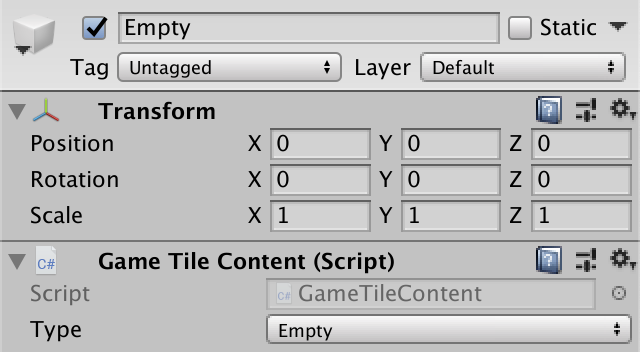 Empty Static
Tag Untagged Layer Default
Transform
Position X 0 Y 0 Z 0
Rotation X 0 Y 0 Z 0
Scale X 1 Y 1 Z 1
C# Game Tile Content (Script)
Script C# GameTileContent
Type Empty